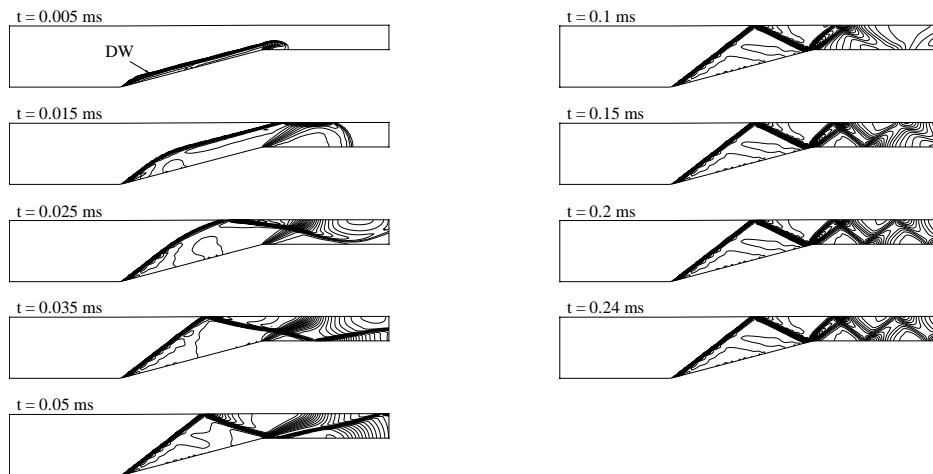 t = 0.005 ms
DW
t = 0.015 ms
t = 0.025 ms
t = 0.035 ms
t = 0.05 ms
t = 0.1 ms
t = 0.15 ms
t = 0.2 ms
t = 0.24 ms